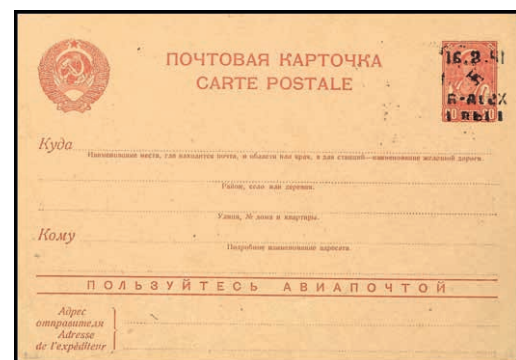 ПОЧТОВАЯ КАРТОЧКА
CARTE POSTALE
16.8.41
Куда
Наименование места, где находится почта, и области или края, а для станций—наименование железной дороги.
Район, село или деревня.
Улица, № дома и квартиры.
Кому
Подробное наименование адресата.
ПОЛЬЗУЙТЕСЬ АВИАПОЧТОЙ
Адрес
отправителя
Adresse
de l'expéditeur